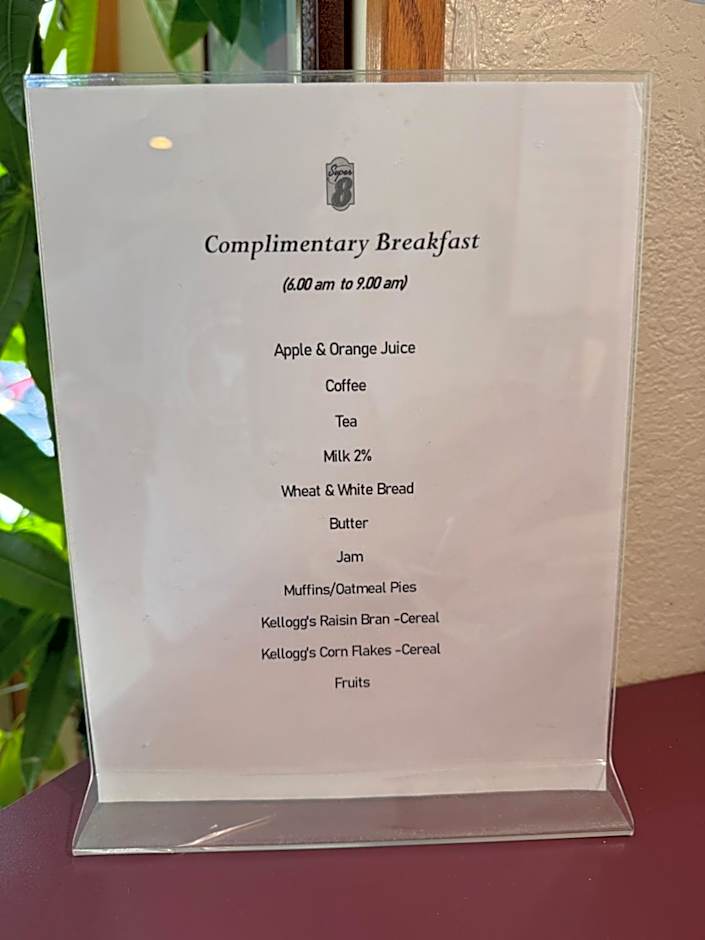 Super
8
Complimentary Breakfast
(6.00 am to 9.00 am)
Apple & Orange Juice
Coffee
Tea
Milk 2%
Wheat & White Bread
Butter
Jam
Muffins/Oatmeal Pies
Kellogg's Raisin Bran -Cereal
Kellogg's Corn Flakes -Cereal
Fruits